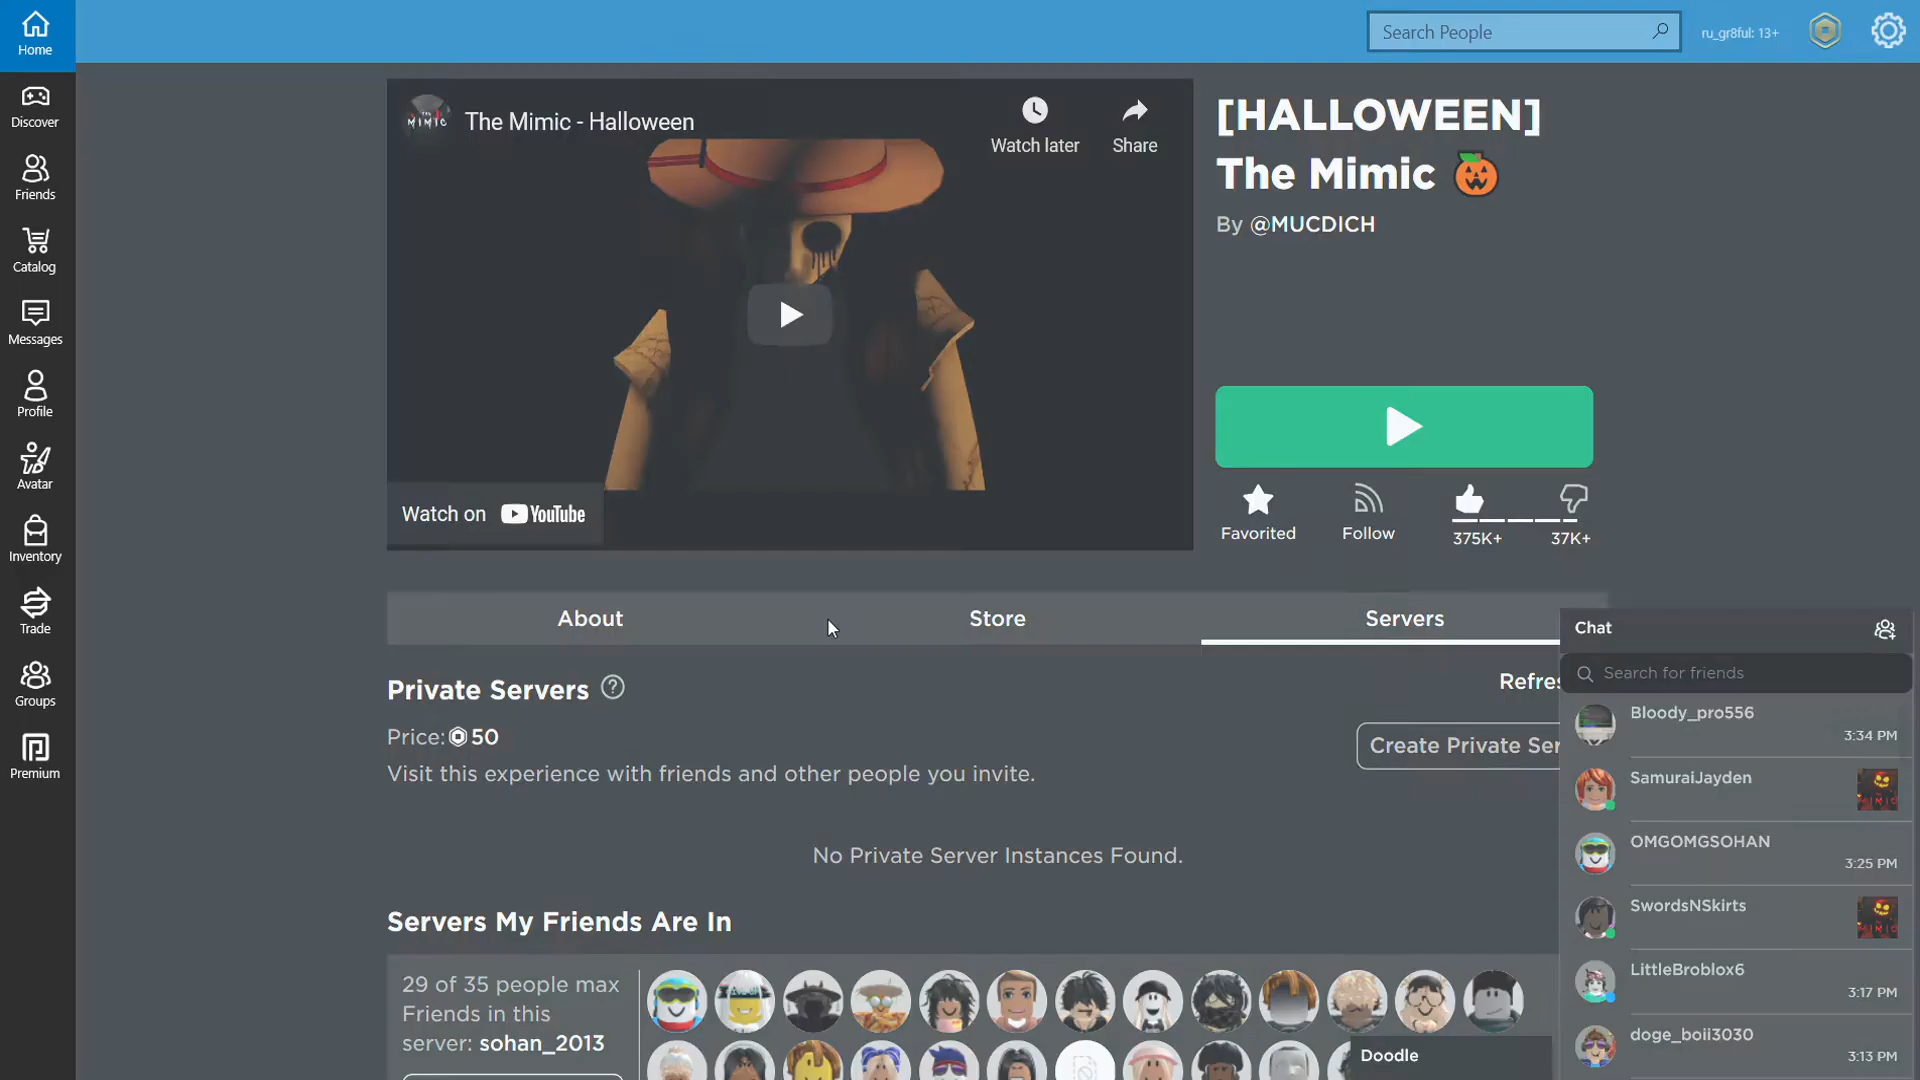 Home
Search People
ru_gr8ful: 13+
Discover
Friends
Catalog
Messages
Profile
Avatar
Inventory
Trade
Groups
Premium
MIMIC
The Mimic - Halloween
Watch later
Share
Watch on YouTube
[HALLOWEEN]
The Mimic
By @MUCDICH
Favorited
Follow
375K+
37K+
About
Store
Servers
Private Servers
Price: 50
Visit this experience with friends and other people you invite.
Refres
Create Private Ser
No Private Server Instances Found.
Servers My Friends Are In
29 of 35 people max
Friends in this
server: sohan_2013
Doodle
Chat
Search for friends
Bloody_pro556
3:34 PM
SamuraiJayden
OMGOMGSOHAN
3:25 PM
SwordsNSkirts
LittleBroblox6
3:17 PM
doge_boii3030
3:13 PM